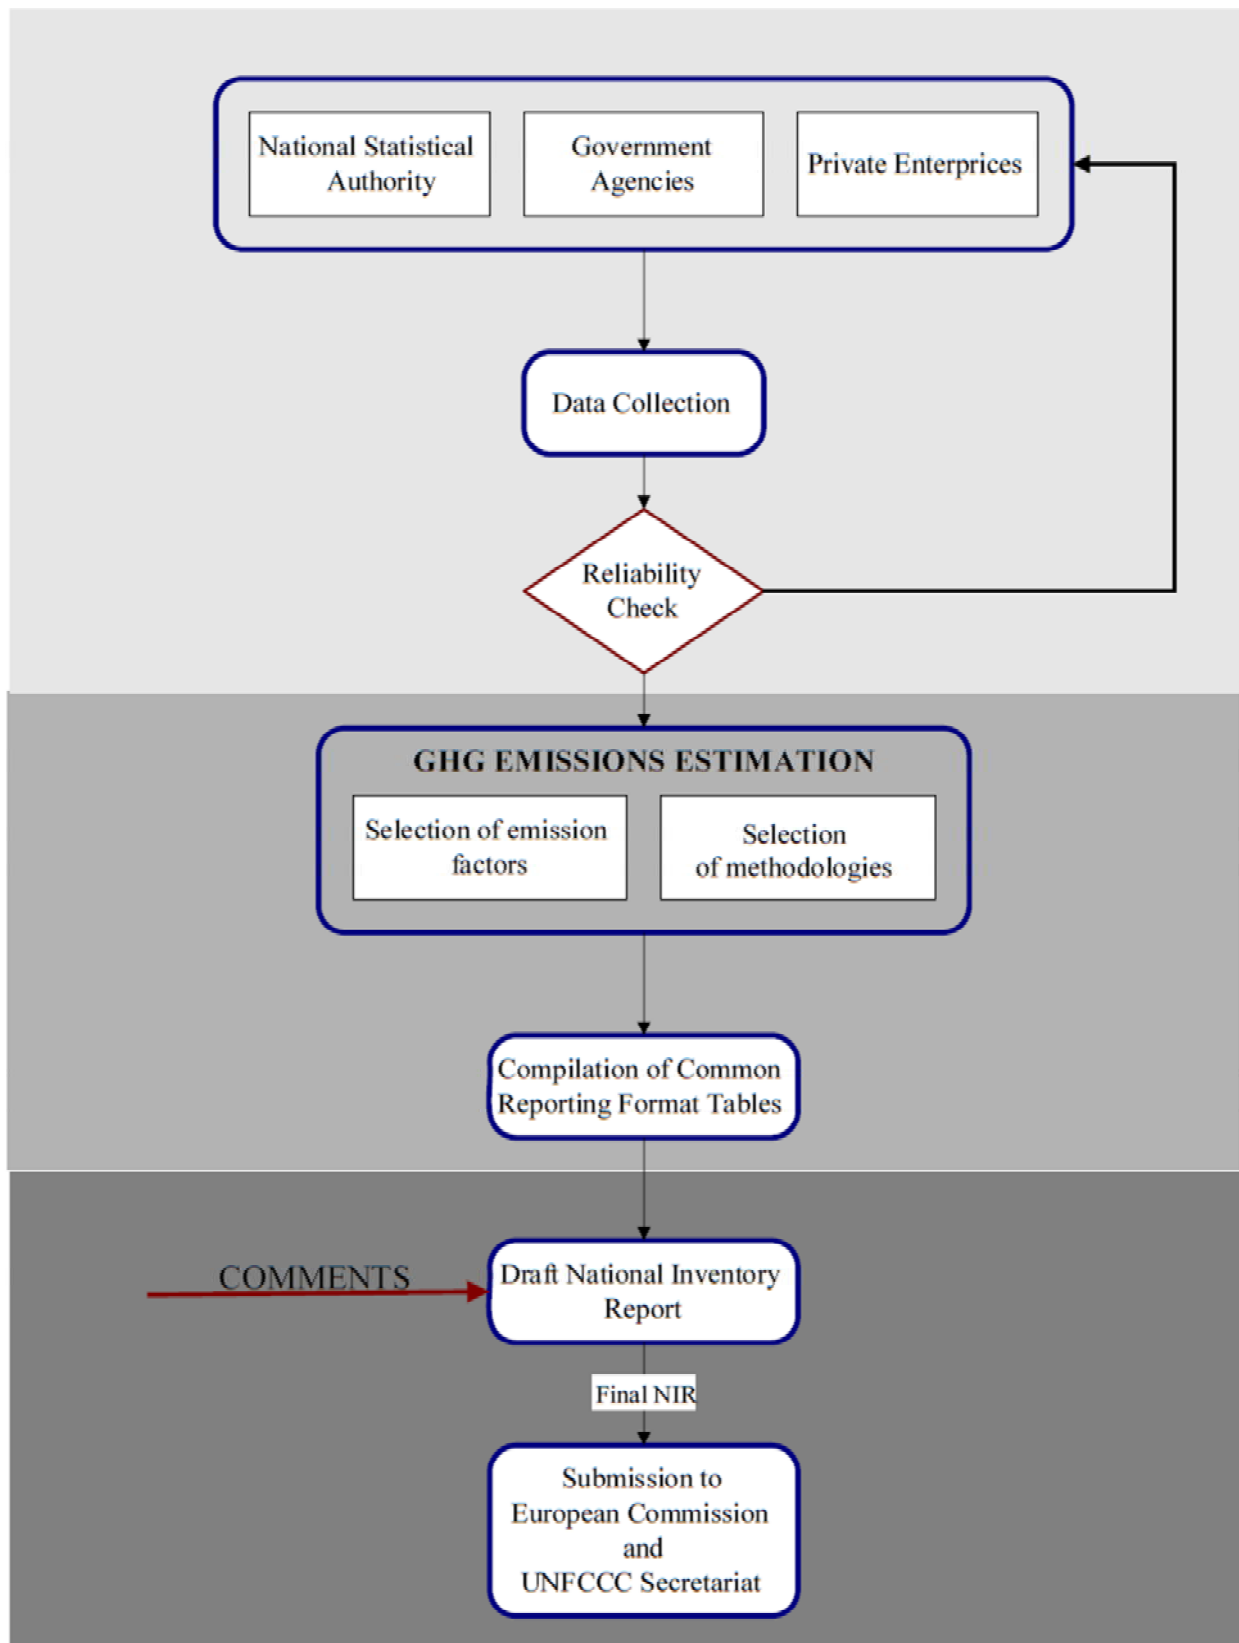 National Statistical
Authority
Government
Agencies
Private Enterprices
Data Collection
Reliability
Check
GHG EMISSIONS ESTIMATION
Selection of emission
factors
Selection
of methodologies
Compilation of Common
Reporting Format Tables
COMMENTS
Draft National Inventory
Report
Final NIR
Submission to
European Commission
and
UNFCCC Secretariat